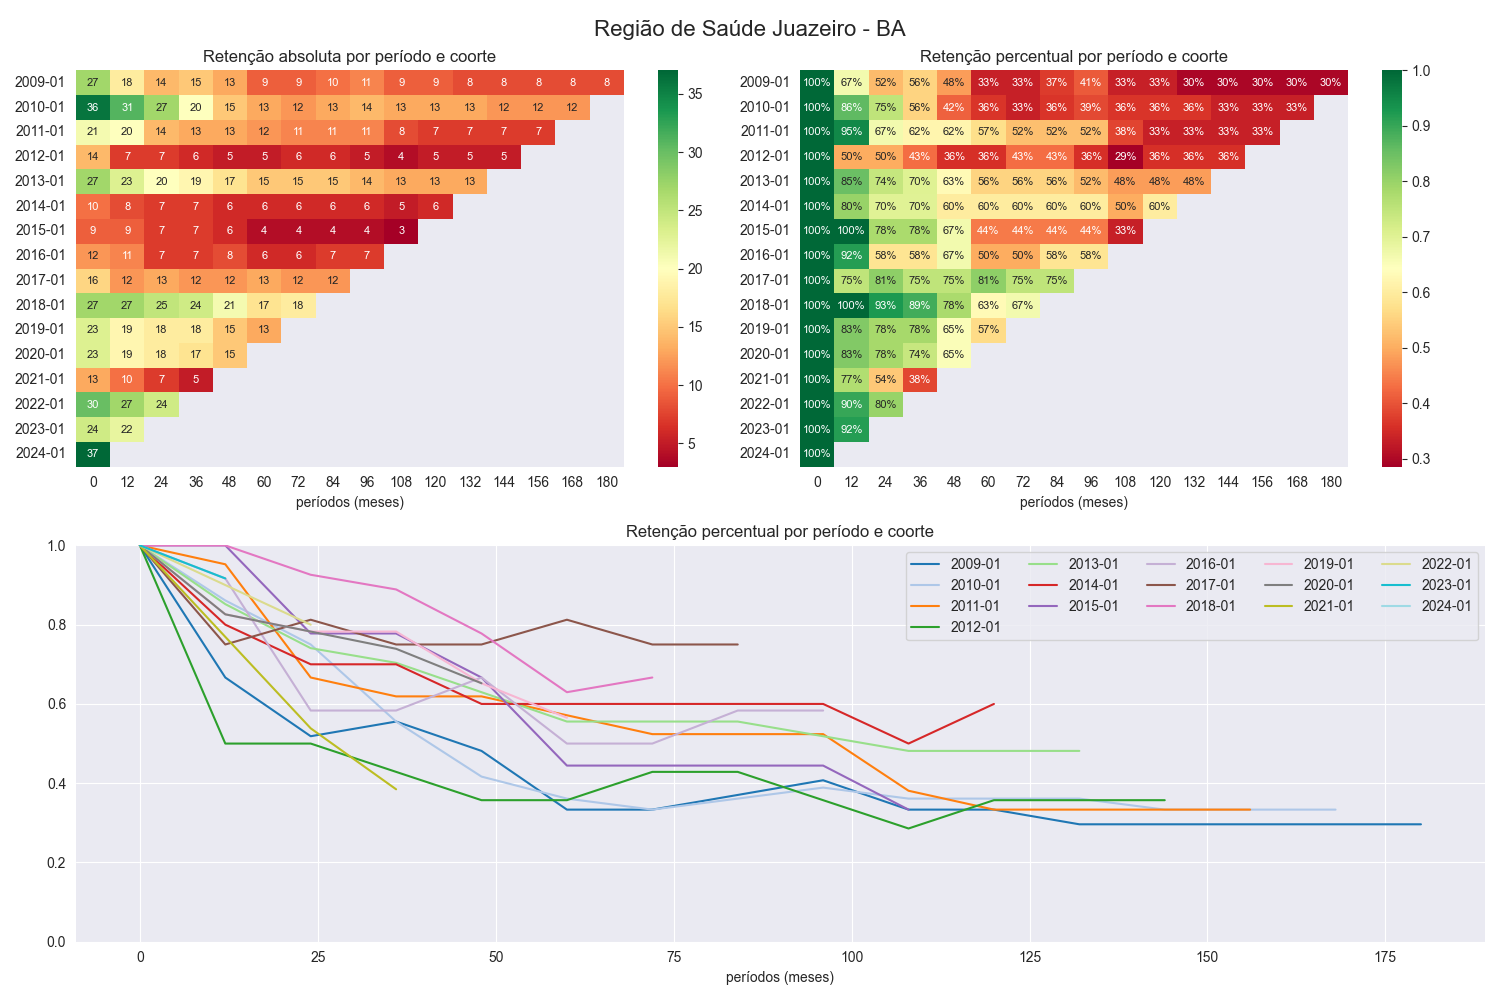 Região de Saúde Juazeiro - BA
Retenção absoluta por período e coorte
2009-01 27 18 14 15 13 9 9 10 11 9 9 8 8 8 8 8
2010-01 36 31 27 20 15 13 12 13 14 13 13 13 12 12 12
2011-01 21 20 14 13 13 12 11 11 11 8 7 7 7 7
2012-01 14 7 7 6 5 5 6 6 5 4 5 5 5
2013-01 27 23 20 19 17 15 15 15 14 13 13 13
2014-01 10 8 7 7 6 6 6 6 6 5 6
2015-01 9 9 7 7 6 4 4 4 4 3
2016-01 12 11 7 7 8 6 6 7 7
2017-01 16 12 13 12 12 13 12 12
2018-01 27 27 25 24 21 17 18
2019-01 23 19 18 18 15 13
2020-01 23 19 18 17 15
2021-01 13 10 7 5
2022-01 30 27 24
2023-01 24 22
2024-01 37
0 12 24 36 48 60 72 84 96 108 120 132 144 156 168 180
períodos (meses)
35
30
25
20
15
10
5
Retenção percentual por período e coorte
2009-01 100% 67% 52% 56% 48% 33% 33% 37% 41% 33% 33% 30% 30% 30% 30% 30%
2010-01 100% 86% 75% 56% 42% 36% 33% 36% 39% 36% 36% 36% 33% 33% 33%
2011-01 100% 95% 67% 62% 62% 57% 52% 52% 52% 38% 33% 33% 33% 33%
2012-01 100% 50% 50% 43% 36% 36% 43% 43% 36% 29% 36% 36% 36%
2013-01 100% 85% 74% 70% 63% 56% 56% 56% 52% 48% 48% 48%
2014-01 100% 80% 70% 70% 60% 60% 60% 60% 60% 50% 60%
2015-01 100% 100% 78% 78% 67% 44% 44% 44% 44% 33%
2016-01 100% 92% 58% 58% 67% 50% 50% 58% 58%
2017-01 100% 75% 81% 75% 75% 81% 75% 75%
2018-01 100% 100% 93% 89% 78% 63% 67%
2019-01 100% 83% 78% 78% 65% 57%
2020-01 100% 83% 78% 74% 65%
2021-01 100% 77% 54% 38%
2022-01 100% 90% 80%
2023-01 100% 92%
2024-01 100%
0 12 24 36 48 60 72 84 96 108 120 132 144 156 168 180
períodos (meses)
1.0
0.9
0.8
0.7
0.6
0.5
0.4
0.3
Retenção percentual por período e coorte
1.0
0.8
0.6
0.4
0.2
0.0
2009-01 2013-01 2016-01 2019-01 2022-01
2010-01 2014-01 2017-01 2020-01 2023-01
2011-01 2015-01 2018-01 2021-01 2024-01
2012-01
0 25 50 75 100 125 150 175
períodos (meses)